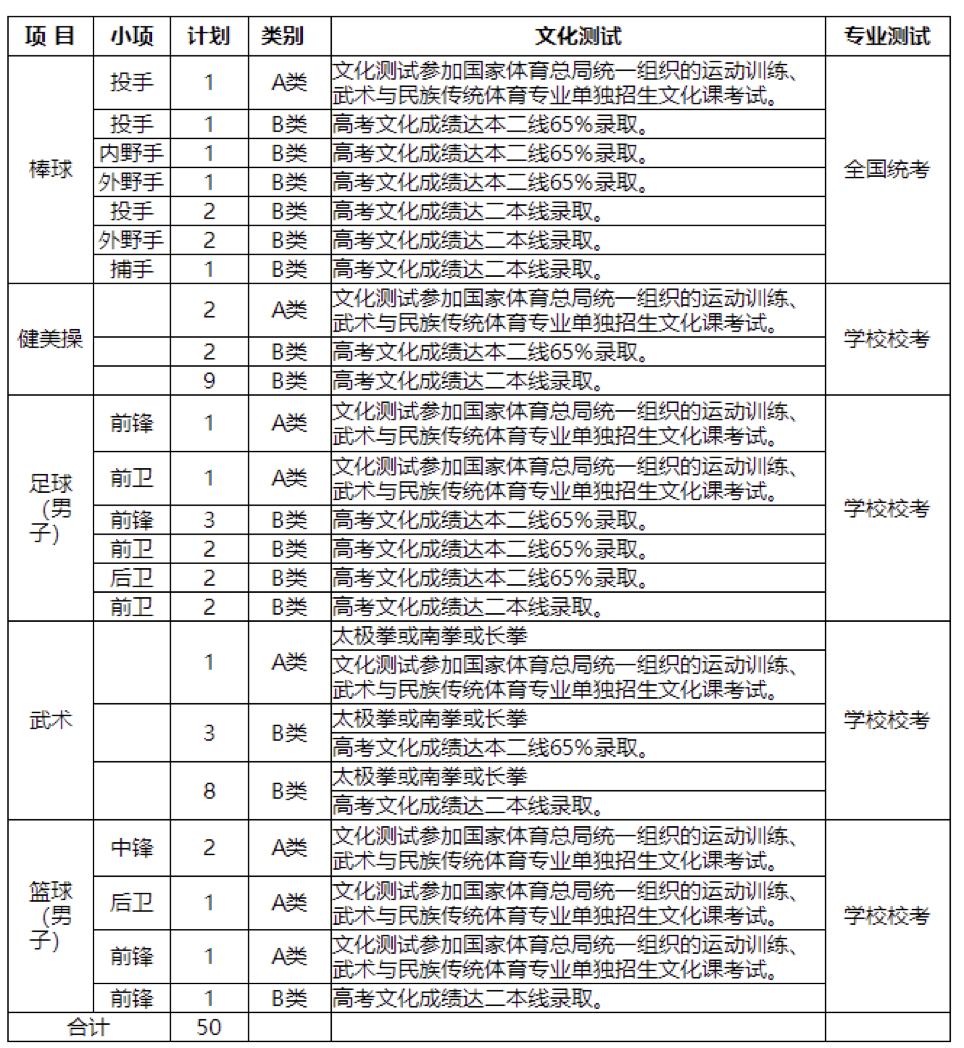 项 目 小项 计划 类别 文化测试 专业测试
棒球 投手 1 A类 文化测试参加国家体育总局统一组织的运动训练、
武术与民族传统体育专业单独招生文化课考试。 全国统考
投手 1 B类 高考文化成绩达本二线65%录取。
内野手 1 B类 高考文化成绩达本二线65%录取。
外野手 1 B类 高考文化成绩达本二线65%录取。
投手 2 B类 高考文化成绩达二本线录取。
外野手 2 B类 高考文化成绩达二本线录取。
捕手 1 B类 高考文化成绩达二本线录取。
健美操 2 A类 文化测试参加国家体育总局统一组织的运动训练、
武术与民族传统体育专业单独招生文化课考试。 学校校考
2 B类 高考文化成绩达本二线65%录取。
9 B类 高考文化成绩达二本线录取。
足球
（男
子）
前锋 1 A类 文化测试参加国家体育总局统一组织的运动训练、
武术与民族传统体育专业单独招生文化课考试。 学校校考
前卫 1 A类 文化测试参加国家体育总局统一组织的运动训练、
武术与民族传统体育专业单独招生文化课考试。
前锋 3 B类 高考文化成绩达本二线65%录取。
前卫 2 B类 高考文化成绩达本二线65%录取。
后卫 2 B类 高考文化成绩达本二线65%录取。
前卫 2 B类 高考文化成绩达二本线录取。
武术 1 A类 太极拳或南拳或长拳
文化测试参加国家体育总局统一组织的运动训练、
武术与民族传统体育专业单独招生文化课考试。 学校校考
3 B类 太极拳或南拳或长拳
高考文化成绩达本二线65%录取。
8 B类 太极拳或南拳或长拳
高考文化成绩达二本线录取。
篮球
（男
子）
中锋 2 A类 文化测试参加国家体育总局统一组织的运动训练、
武术与民族传统体育专业单独招生文化课考试。 学校校考
后卫 1 A类 文化测试参加国家体育总局统一组织的运动训练、
武术与民族传统体育专业单独招生文化课考试。
前锋 1 A类 文化测试参加国家体育总局统一组织的运动训练、
武术与民族传统体育专业单独招生文化课考试。
前锋 1 B类 高考文化成绩达二本线录取。
合计 50